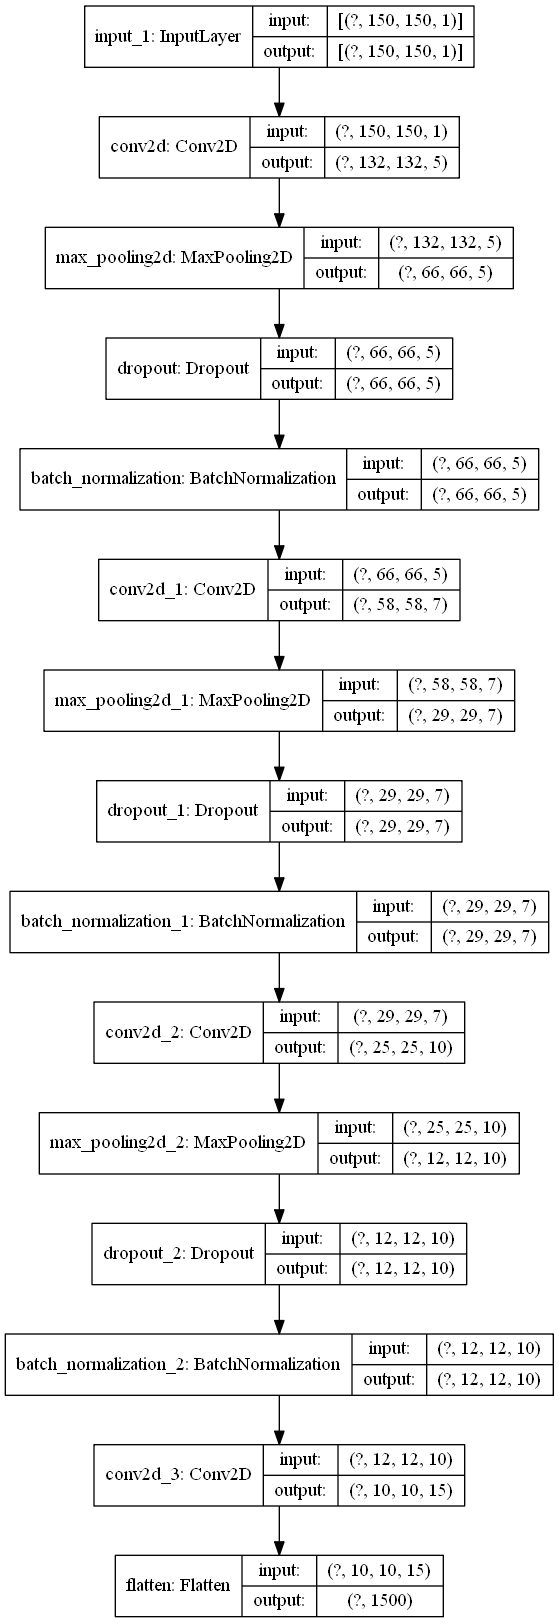 input_1: InputLayer
input: [(?, 150, 150, 1)]
output: [(?, 150, 150, 1)]
conv2d: Conv2D
input: (?, 150, 150, 1)
output: (?, 132, 132, 5)
max_pooling2d: MaxPooling2D
input: (?, 132, 132, 5)
output: (?, 66, 66, 5)
dropout: Dropout
input: (?, 66, 66, 5)
output: (?, 66, 66, 5)
batch_normalization: BatchNormalization
input: (?, 66, 66, 5)
output: (?, 66, 66, 5)
conv2d_1: Conv2D
input: (?, 66, 66, 5)
output: (?, 58, 58, 7)
max_pooling2d_1: MaxPooling2D
input: (?, 58, 58, 7)
output: (?, 29, 29, 7)
dropout_1: Dropout
input: (?, 29, 29, 7)
output: (?, 29, 29, 7)
batch_normalization_1: BatchNormalization
input: (?, 29, 29, 7)
output: (?, 29, 29, 7)
conv2d_2: Conv2D
input: (?, 29, 29, 7)
output: (?, 25, 25, 10)
max_pooling2d_2: MaxPooling2D
input: (?, 25, 25, 10)
output: (?, 12, 12, 10)
dropout_2: Dropout
input: (?, 12, 12, 10)
output: (?, 12, 12, 10)
batch_normalization_2: BatchNormalization
input: (?, 12, 12, 10)
output: (?, 12, 12, 10)
conv2d_3: Conv2D
input: (?, 12, 12, 10)
output: (?, 10, 10, 15)
flatten: Flatten
input: (?, 10, 10, 15)
output: (?, 1500)